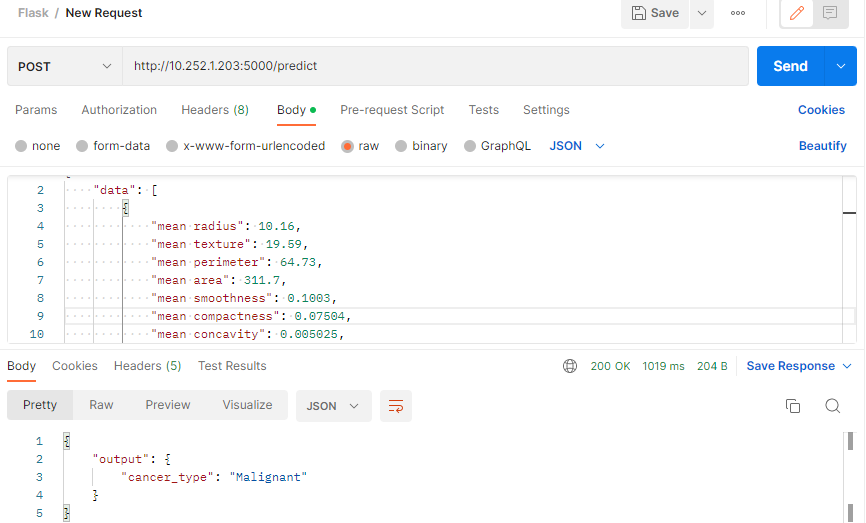 Flask / New Request Save
POST http://10.252.1.203:5000/predict Send
Params Authorization Headers (8) Body Pre-request Script Tests Settings Cookies
none form-data x-www-form-urlencoded raw binary GraphQL JSON Beautify
2 "data": [
3 {
4 "mean radius": 10.16,
5 "mean texture": 19.59,
6 "mean perimeter": 64.73,
7 "mean area": 311.7,
8 "mean smoothness": 0.1003,
9 "mean compactness": 0.07504,
10 "mean concavity": 0.005025,
Body Cookies Headers (5) Test Results 200 OK 1019 ms 204 B Save Response
Pretty Raw Preview Visualize JSON
1 {
2 "output": {
3 "cancer_type": "Malignant"
4 }
5 }